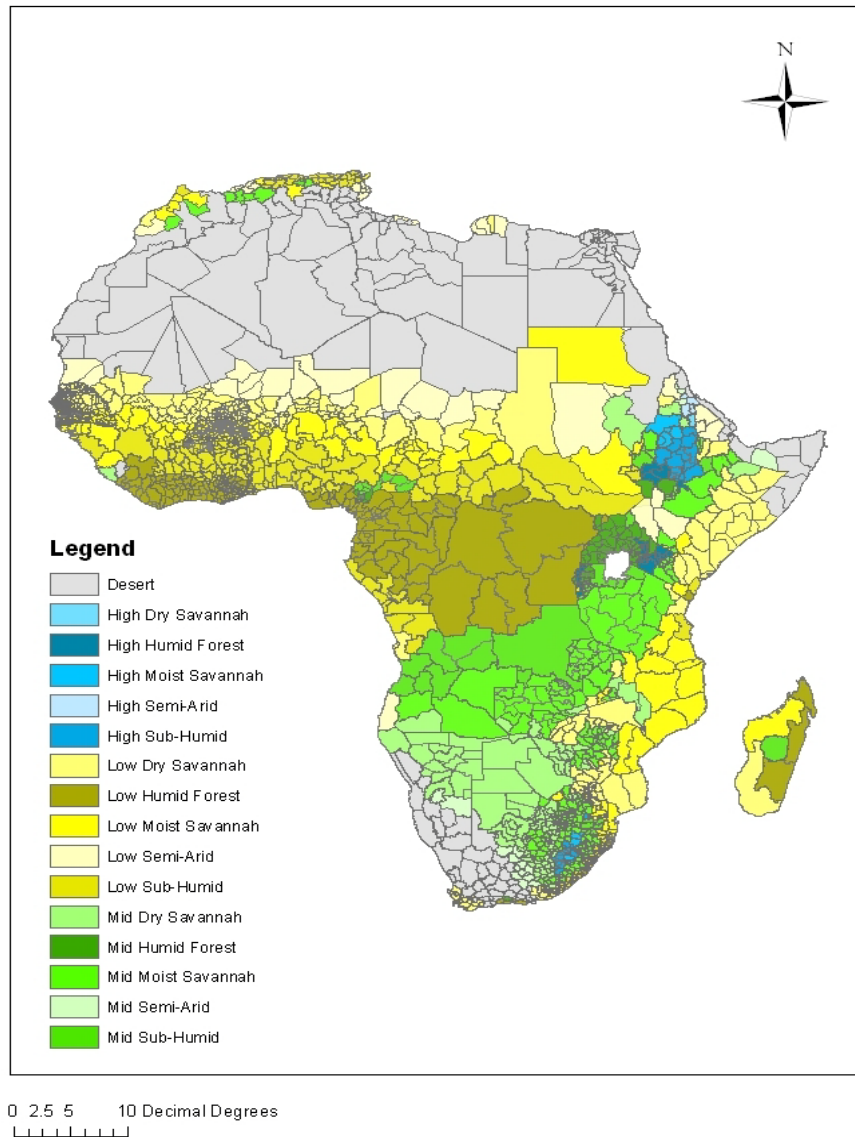 N
Legend
Desert
High Dry Savannah
High Humid Forest
High Moist Savannah
High Semi-Arid
High Sub-Humid
Low Dry Savannah
Low Humid Forest
Low Moist Savannah
Low Semi-Arid
Low Sub-Humid
Mid Dry Savannah
Mid Humid Forest
Mid Moist Savannah
Mid Semi-Arid
Mid Sub-Humid
0 2.5 5 10 Decimal Degrees